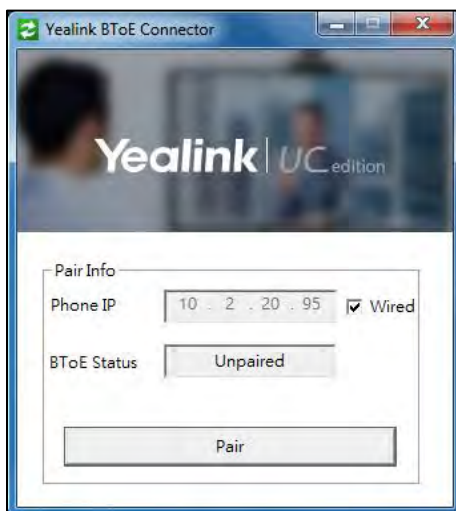 Yealink BToE Connector
Yealink | UC edition
Pair Info
Phone IP 10 . 2 . 20 . 95 Wired
BToE Status Unpaired
Pair